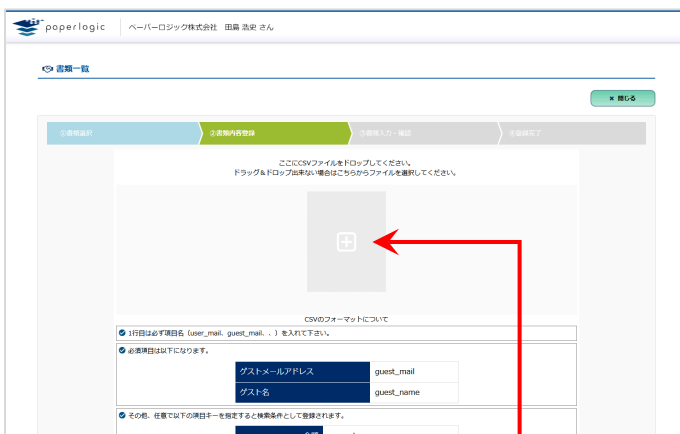 paperlogic
ペーパーロジック株式会社 田島 浩史 さん
書類一覧
× 閉じる
①書類選択
②書類内容登録
③書類入力・確認
④登録完了
ここにCSVファイルをドロップしてください。
ドラッグ＆ドロップ出来ない場合はこちらからファイルを選択してください。
CSVのフォーマットについて
1行目は必ず項目名（user_mail、guest_mail、、）を入れて下さい。
必須項目は以下になります。
ゲストメールアドレス guest_mail
ゲスト名 guest_name
その他、任意で以下の項目キーを指定すると検索条件として登録されます。